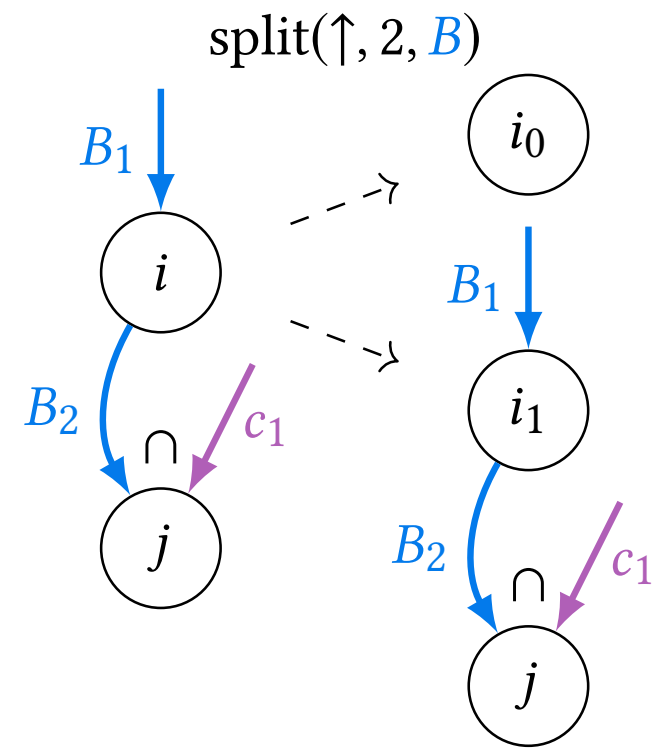 split(↑, 2, B)
B₁
i
B₂
∩
c₁
j
i₀
B₁
i₁
B₂
∩
c₁
j